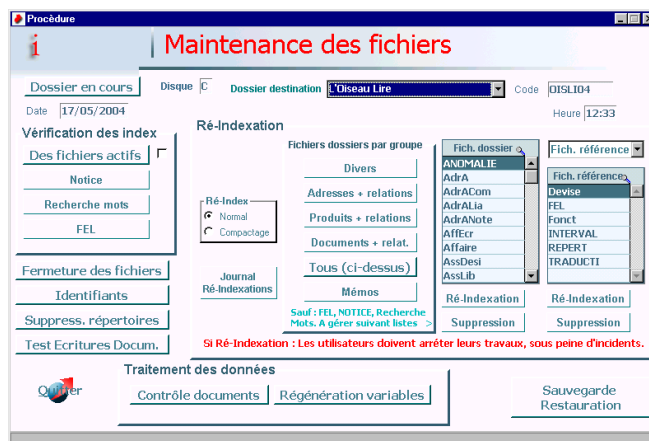 Procèdure
i
Maintenance des fichiers
Dossier en cours
Disque C
Dossier destination L'Oiseau Lire
Code OISLI04
Date 17/05/2004
Heure 12:33
Vérification des index
Des fichiers actifs
Notice
Recherche mots
FEL
Ré-Indexation
Fichiers dossiers par groupe
Divers
Adresses + relations
Produits + relations
Documents + relat.
Tous (ci-dessus)
Mémos
Sauf : FEL, NOTICE, Recherche
Mots. A gérer suivant listes >
Ré-Index
Normal
Compactage
Journal
Ré-Indexations
Fich. dossier
ANOMALIE
AdrA
AdrACom
AdrALia
AdrANote
AffEcr
Affaire
AssDesi
AssLib
Ré-Indexation
Suppression
Fich. référence
Fich. référence
Devise
FEL
Fonct
INTERVAL
REPERT
TRADUCTI
Ré-Indexation
Suppression
Si Ré-Indexation : Les utilisateurs doivent arréter leurs travaux, sous peine d'incidents.
Fermeture des fichiers
Identifiants
Suppress. répertoires
Test Ecritures Docum.
Quitter
Traitement des données
Contrôle documents
Régénération variables
Sauvegarde
Restauration